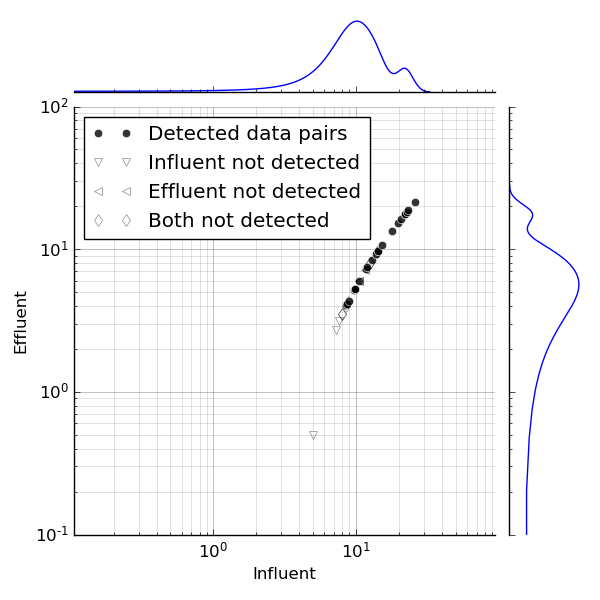 10²
Detected data pairs
Influent not detected
Effluent not detected
Both not detected
10¹
Effluent
10⁰
10⁻¹
10⁰ 10¹
Influent